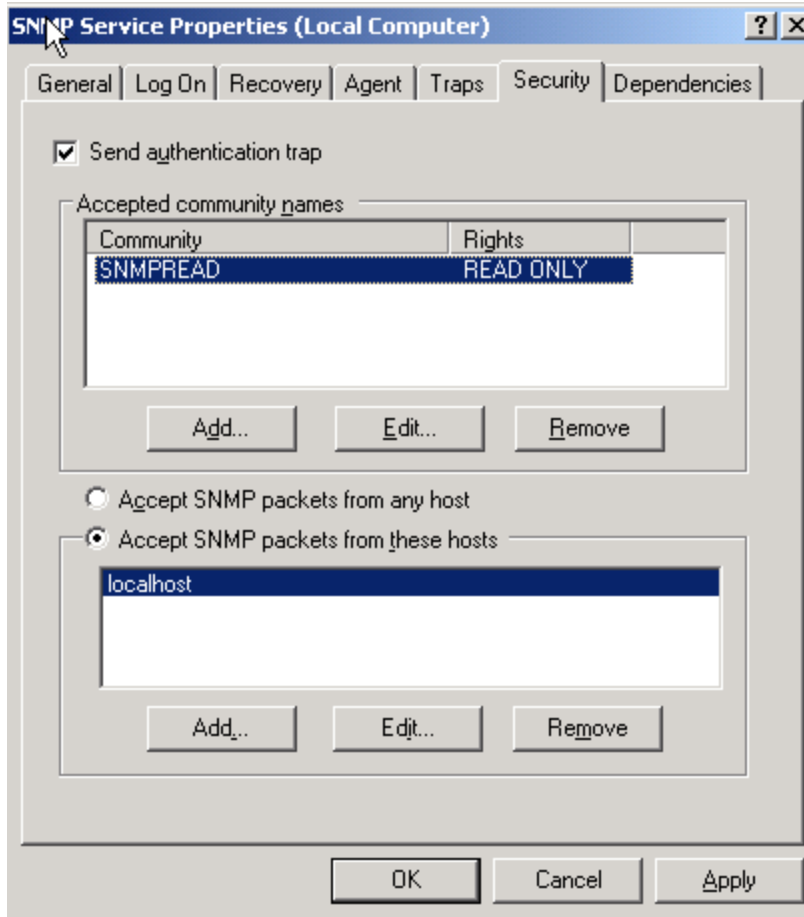 SNMP Service Properties (Local Computer)
General Log On Recovery Agent Traps Security Dependencies
Send authentication trap
Accepted community names
Community Rights
SNMPREAD READ ONLY
Add... Edit... Remove
Accept SNMP packets from any host
Accept SNMP packets from these hosts
localhost
Add... Edit... Remove
OK Cancel Apply